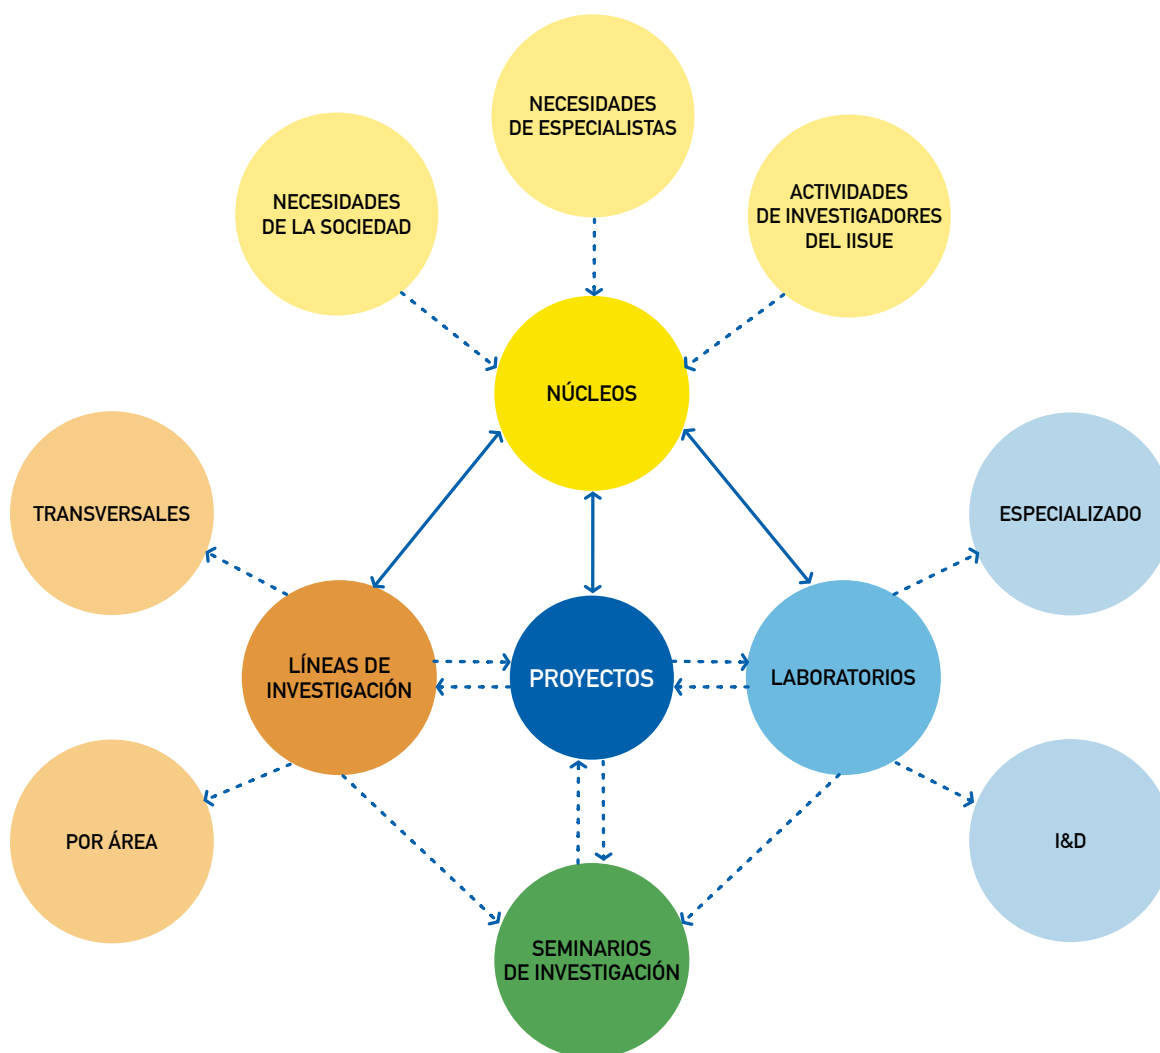 NECESIDADES
DE ESPECIALISTAS
NECESIDADES
DE LA SOCIEDAD
ACTIVIDADES
DE INVESTIGADORES
DEL IISUE
NÚCLEOS
TRANSVERSALES
ESPECIALIZADO
LÍNEAS DE
INVESTIGACIÓN
PROYECTOS
LABORATORIOS
POR ÁREA
I&D
SEMINARIOS
DE INVESTIGACIÓN